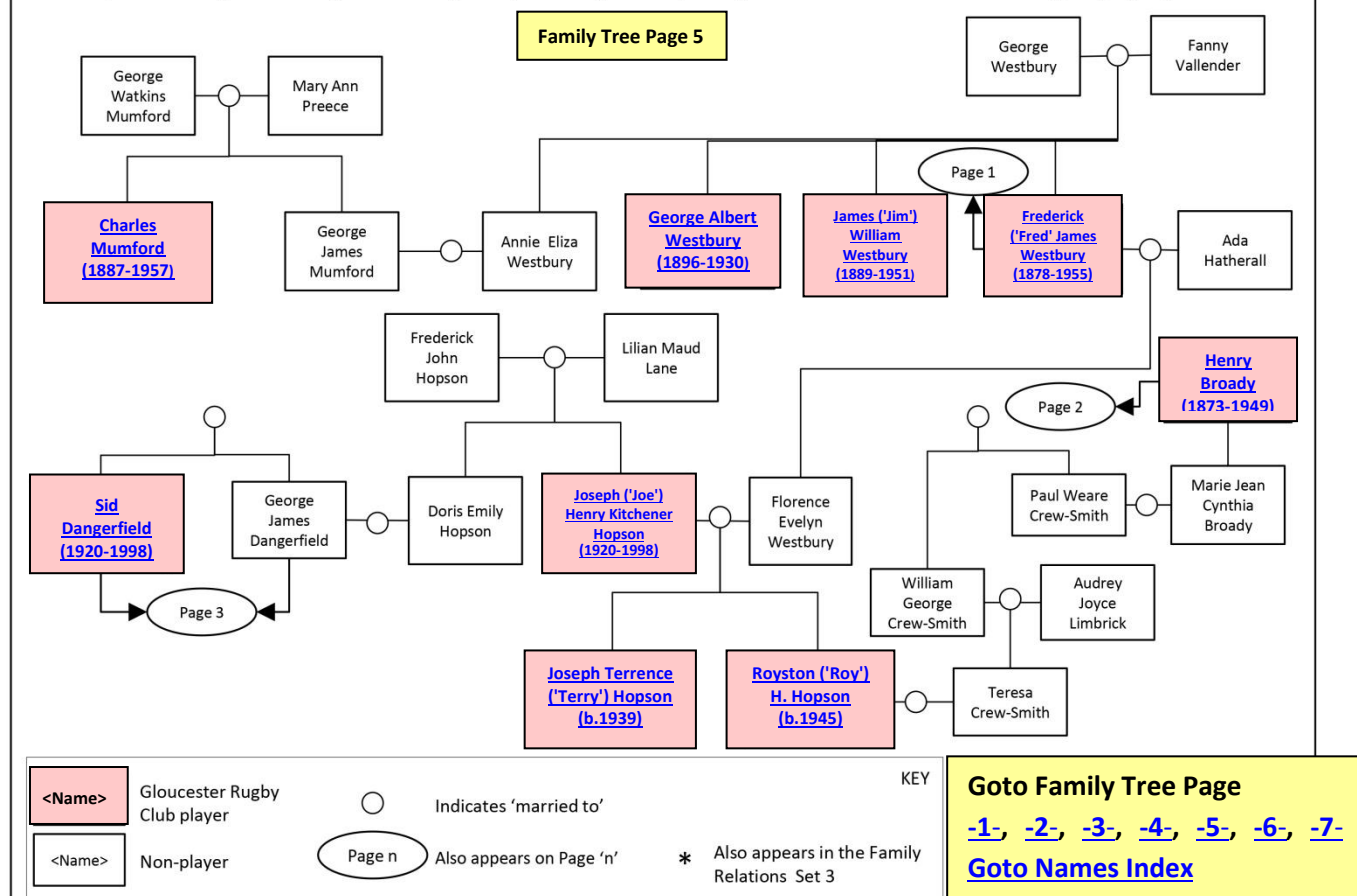 Family Tree Page 5
George
Watkins
Mumford
Mary Ann
Preece
George
Westbury
Fanny
Vallender
Page 1
Charles
Mumford
(1887-1957)
George
James
Mumford
Annie Eliza
Westbury
George Albert
Westbury
(1896-1930)
James ('Jim')
William
Westbury
(1889-1951)
Frederick
('Fred' James
Westbury
(1878-1955)
Ada
Hatherall
Frederick
John
Hopson
Lilian Maud
Lane
Henry
Broady
(1873-1949)
Page 2
Sid
Dangerfield
(1920-1998)
George
James
Dangerfield
Doris Emily
Hopson
Joseph ('Joe')
Henry Kitchener
Hopson
(1920-1998)
Florence
Evelyn
Westbury
Paul Weare
Crew-Smith
Marie Jean
Cynthia
Broady
Page 3
William
George
Crew-Smith
Audrey
Joyce
Limbrick
Joseph Terrence
('Terry') Hopson
(b.1939)
Royston ('Roy')
H. Hopson
(b.1945)
Teresa
Crew-Smith
KEY
<Name>
Gloucester Rugby
Club player
Indicates 'married to'
<Name>
Non-player
Page n
Also appears on Page 'n'
* Also appears in the Family
Relations Set 3
Goto Family Tree Page
-1-, -2-, -3-, -4-, -5-, -6-, -7-
Goto Names Index